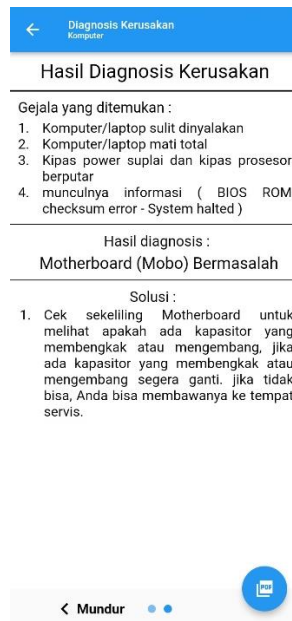 Diagnosis Kerusakan
Komputer
Hasil Diagnosis Kerusakan
Gejala yang ditemukan :
1. Komputer/laptop sulit dinyalakan
2. Komputer/laptop mati total
3. Kipas power suplai dan kipas prosesor
berputar
4. munculnya informasi ( BIOS ROM
checksum error - System halted )
Hasil diagnosis :
Motherboard (Mobo) Bermasalah
Solusi :
1. Cek sekeliling Motherboard untuk
melihat apakah ada kapasitor yang
membengkak atau mengembang, jika
ada kapasitor yang membengkak atau
mengembang segera ganti. jika tidak
bisa, Anda bisa membawanya ke tempat
servis.
PDF
Mundur